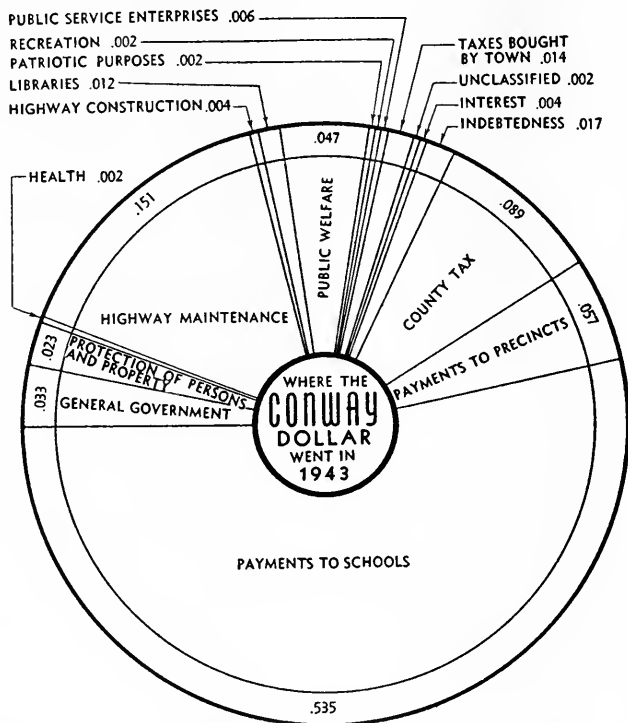 PUBLIC SERVICE ENTERPRISES .006
RECREATION .002
PATRIOTIC PURPOSES .002
LIBRARIES .012
HIGHWAY CONSTRUCTION .004
TAXES BOUGHT
BY TOWN .014
UNCLASSIFIED .002
INTEREST .004
INDEBTEDNESS .017
HEALTH .002
.151
.047
.089
.057
PUBLIC WELFARE
COUNTY TAX
HIGHWAY MAINTENANCE
PAYMENTS TO PRECINCTS
.023
PROTECTION OF PERSONS
AND PROPERTY
.033
GENERAL GOVERNMENT
WHERE THE
CONWAY
DOLLAR
WENT IN
1943
PAYMENTS TO SCHOOLS
.535